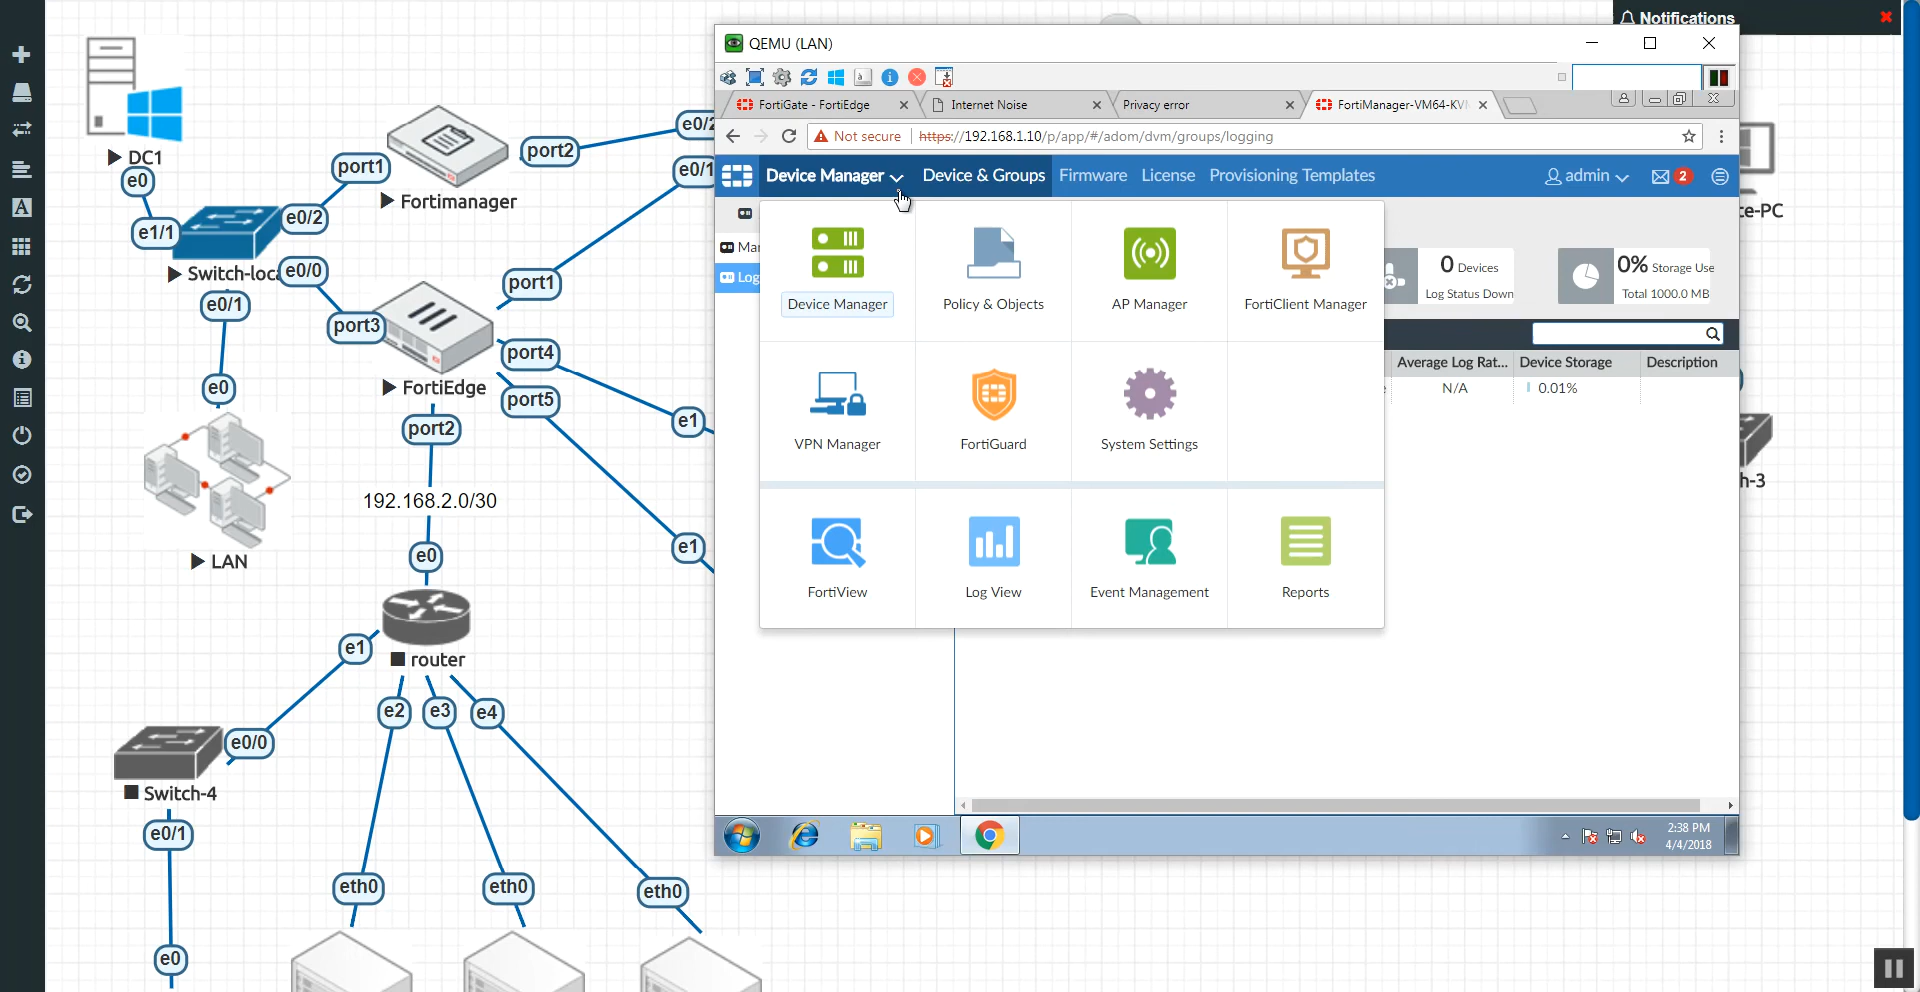 Notifications
QEMU (LAN)
FortiGate - FortiEdge
Internet Noise
Privacy error
FortiManager-VM64-KV
Not secure
https://192.168.1.10/p/app/#/adom/dvm/groups/logging
Device Manager
Device & Groups
Firmware
License
Provisioning Templates
admin
2
Device Manager
Policy & Objects
AP Manager
FortiClient Manager
VPN Manager
FortiGuard
System Settings
FortiView
Log View
Event Management
Reports
Mar
Log
0 Devices
Log Status Down
0% Storage Use
Total 1000.0 MB
Average Log Rat...
Device Storage
Description
N/A
0.01%
2:38 PM
4/4/2018
DC1
e0
e1/1
port1
port2
e0/2
e0/1
Fortimanager
e0/2
Switch-loca
e0/0
e0/1
port1
port3
port4
port5
FortiEdge
e0
port2
e1
LAN
192.168.2.0/30
e1
e0
router
e1
e2
e3
e4
e0/0
Switch-4
e0/1
eth0
eth0
eth0
e0
ce-PC
h-3